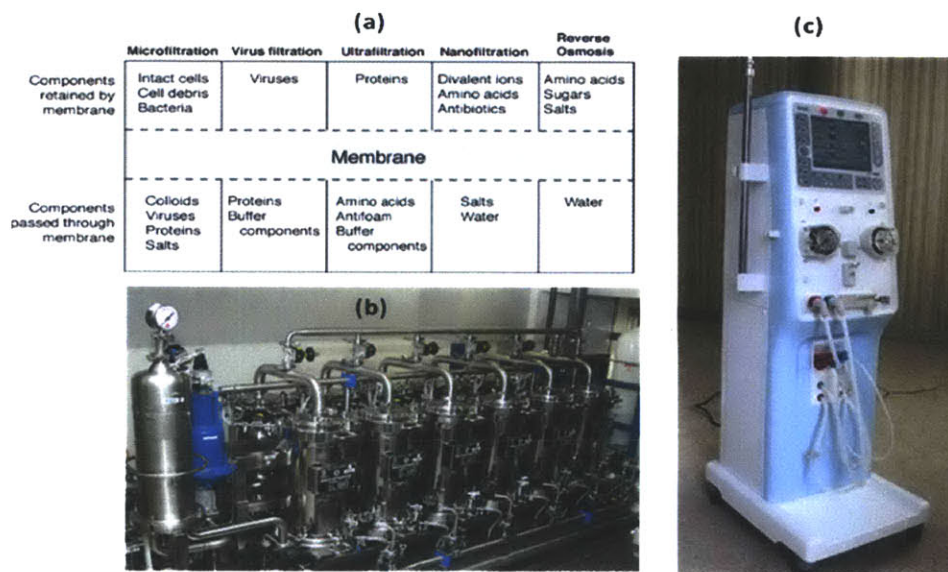 (a)
Microfiltration Virus filtration Ultrafiltration Nanofiltration Reverse Osmosis
Components retained by membrane
Intact cells
Cell debris
Bacteria
Viruses
Proteins
Divalent ions
Amino acids
Antibiotics
Amino acids
Sugars
Salts
Membrane
Components passed through membrane
Colloids
Viruses
Proteins
Salts
Proteins
Buffer
components
Amino acids
Antifoam
Buffer
components
Salts
Water
Water
(b)
(c)